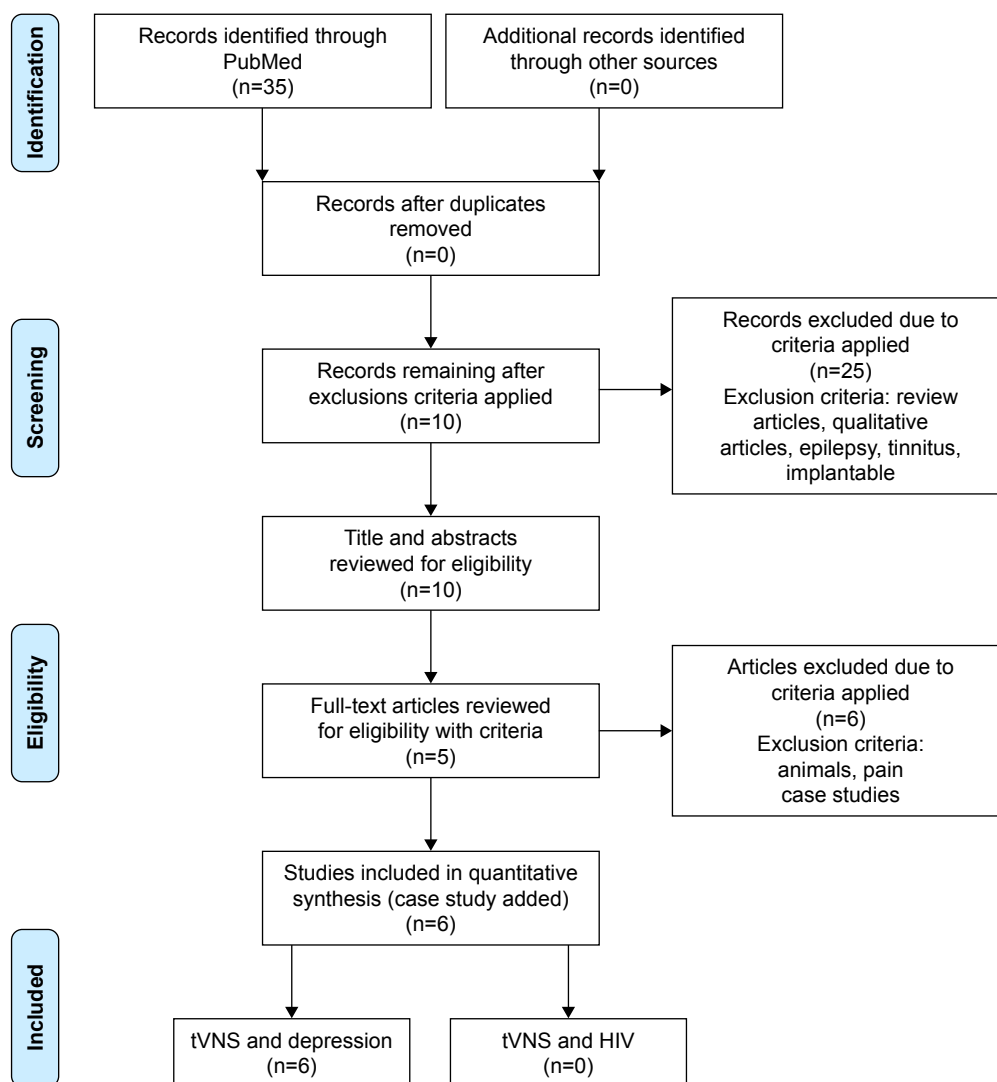 Identification
Records identified through
PubMed
(n=35)
Additional records identified
through other sources
(n=0)
Records after duplicates
removed
(n=0)
Screening
Records remaining after
exclusions criteria applied
(n=10)
Records excluded due to
criteria applied
(n=25)
Exclusion criteria: review
articles, qualitative
articles, epilepsy, tinnitus,
implantable
Title and abstracts
reviewed for eligibility
(n=10)
Eligibility
Full-text articles reviewed
for eligibility with criteria
(n=5)
Articles excluded due to
criteria applied
(n=6)
Exclusion criteria:
animals, pain
case studies
Studies included in quantitative
synthesis (case study added)
(n=6)
Included
tVNS and depression
(n=6)
tVNS and HIV
(n=0)